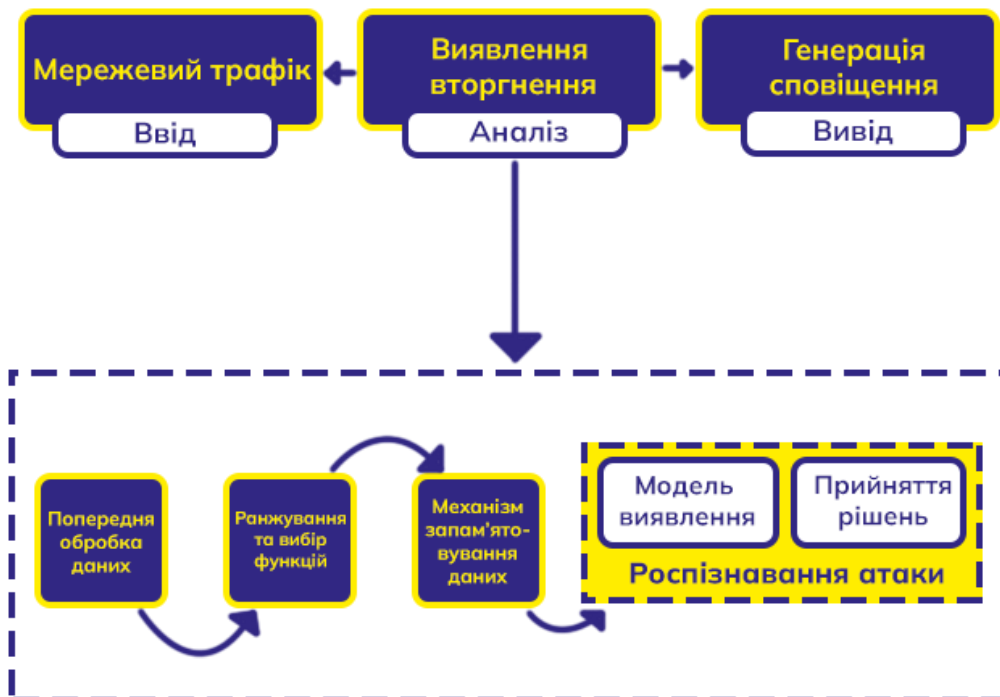 Мережевий трафік
Ввід
Виявлення
вторгнення
Аналіз
Генерація
сповіщення
Вивід
Попередня
обробка
даних
Ранжування
та вибір
функцій
Механізм
запам’ято-
вування
даних
Модель
виявлення
Прийняття
рішень
Роспізнавання атаки